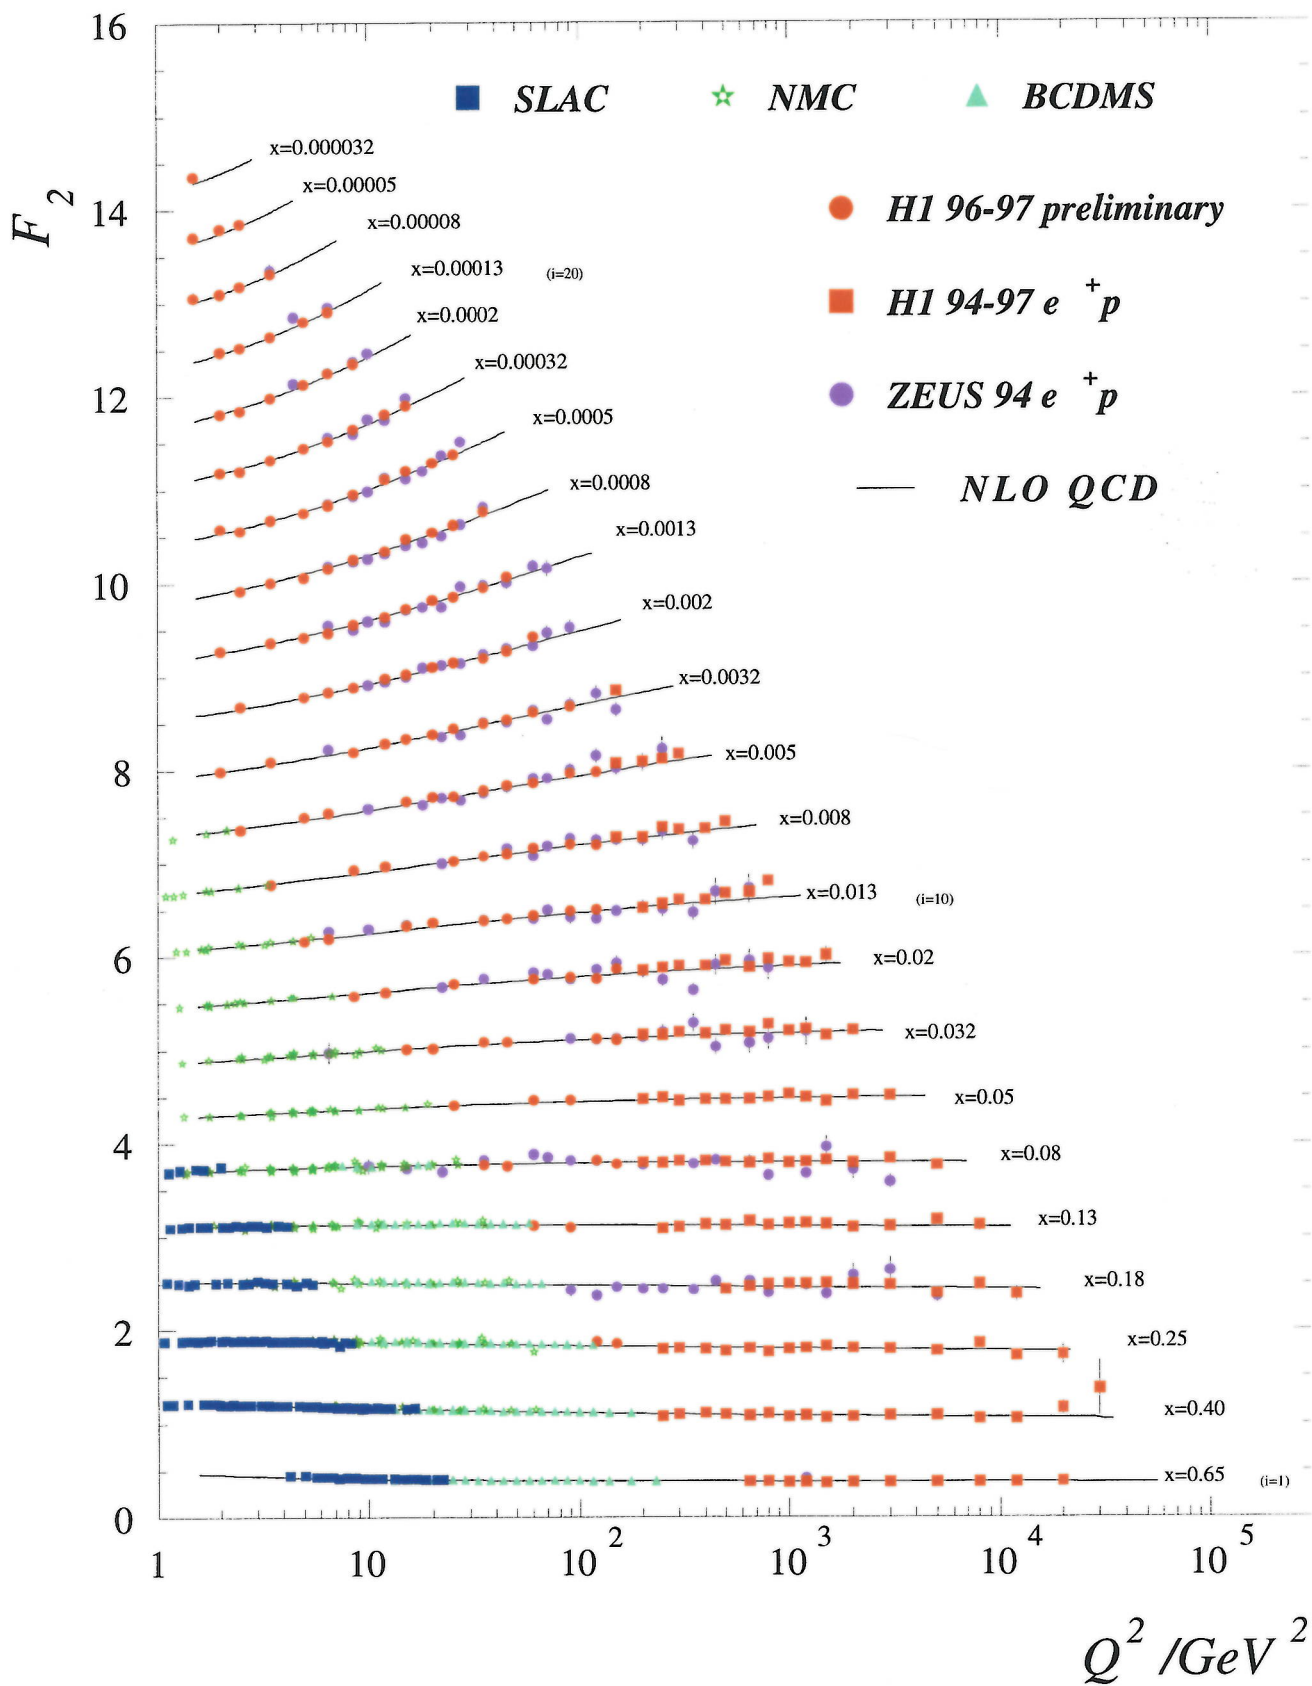 16
SLAC NMC BCDMS
x=0.000032
x=0.00005
14
F 2
H1 96-97 preliminary
x=0.00008
x=0.00013 (i=20)
H1 94-97 e + p
x=0.0002
x=0.00032
12
ZEUS 94 e + p
x=0.0005
x=0.0008
NLO QCD
x=0.0013
10
x=0.002
x=0.0032
8
x=0.005
x=0.008
x=0.013 (i=10)
6
x=0.02
x=0.032
x=0.05
4
x=0.08
x=0.13
x=0.18
2
x=0.25
x=0.40
x=0.65 (i=1)
0
1 10 10 2 10 3 10 4 10 5
Q 2 /GeV 2